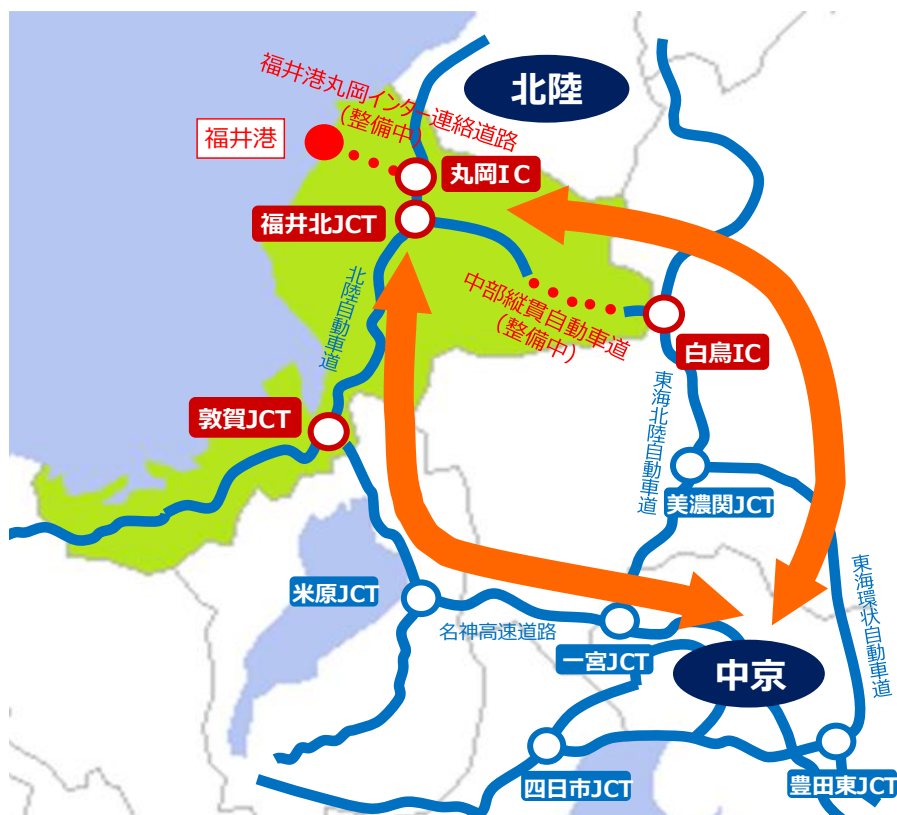 北陸
福井港丸岡インター連絡道路
(整備中)
福井港
丸岡IC
福井北JCT
北陸自動車道
中部縦貫自動車道
(整備中)
白鳥IC
敦賀JCT
東海北陸自動車道
美濃関JCT
米原JCT
名神高速道路
一宮JCT
東海環状自動車道
中京
四日市JCT
豊田東JCT